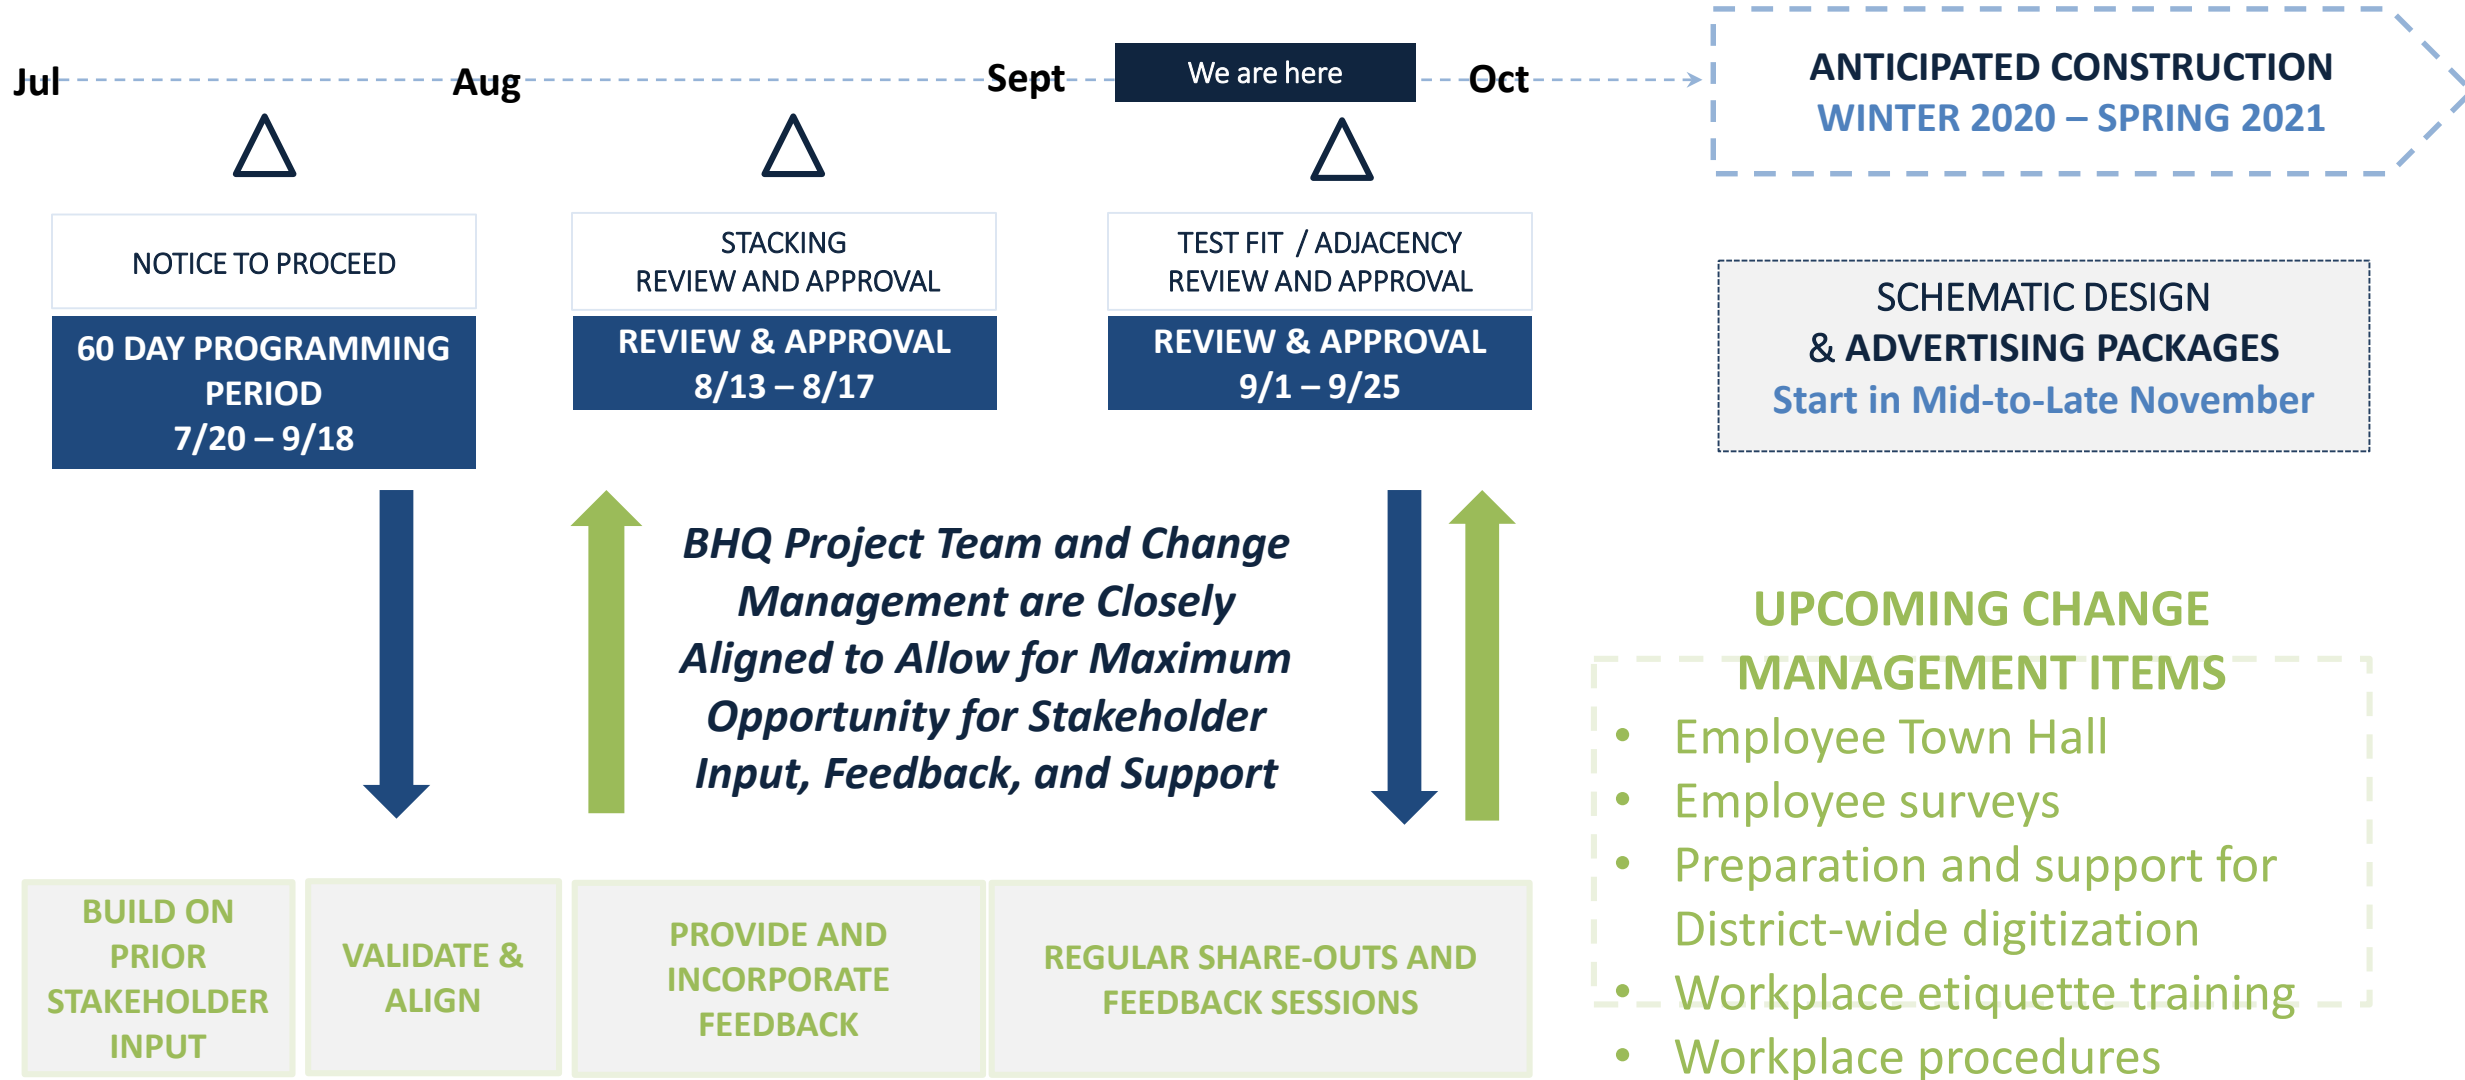 Jul
Aug
Sept
We are here
Oct
ANTICIPATED CONSTRUCTION
WINTER 2020 – SPRING 2021
NOTICE TO PROCEED
60 DAY PROGRAMMING
PERIOD
7/20 – 9/18
STACKING
REVIEW AND APPROVAL
REVIEW & APPROVAL
8/13 – 8/17
TEST FIT / ADJACENCY
REVIEW AND APPROVAL
REVIEW & APPROVAL
9/1 – 9/25
SCHEMATIC DESIGN
& ADVERTISING PACKAGES
Start in Mid-to-Late November
BHQ Project Team and Change
Management are Closely
Aligned to Allow for Maximum
Opportunity for Stakeholder
Input, Feedback, and Support
UPCOMING CHANGE
MANAGEMENT ITEMS
• Employee Town Hall
• Employee surveys
• Preparation and support for
District-wide digitization
• Workplace etiquette training
• Workplace procedures
BUILD ON
PRIOR
STAKEHOLDER
INPUT
VALIDATE &
ALIGN
PROVIDE AND
INCORPORATE
FEEDBACK
REGULAR SHARE-OUTS AND
FEEDBACK SESSIONS